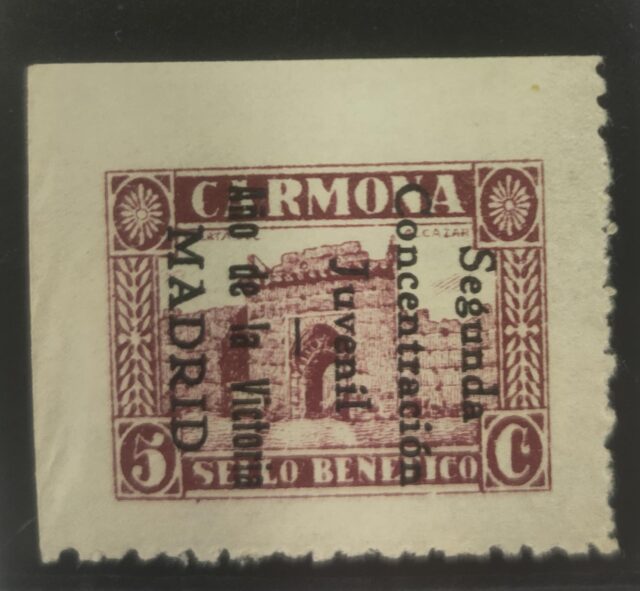 CARMONA
ALCAZAR
5 SELLO BENEFICO C
Segunda
Concentración
Juvenil
—
Año de la Victoria
MADRID